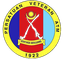 PERSATUAN VETERAN ATM
1922